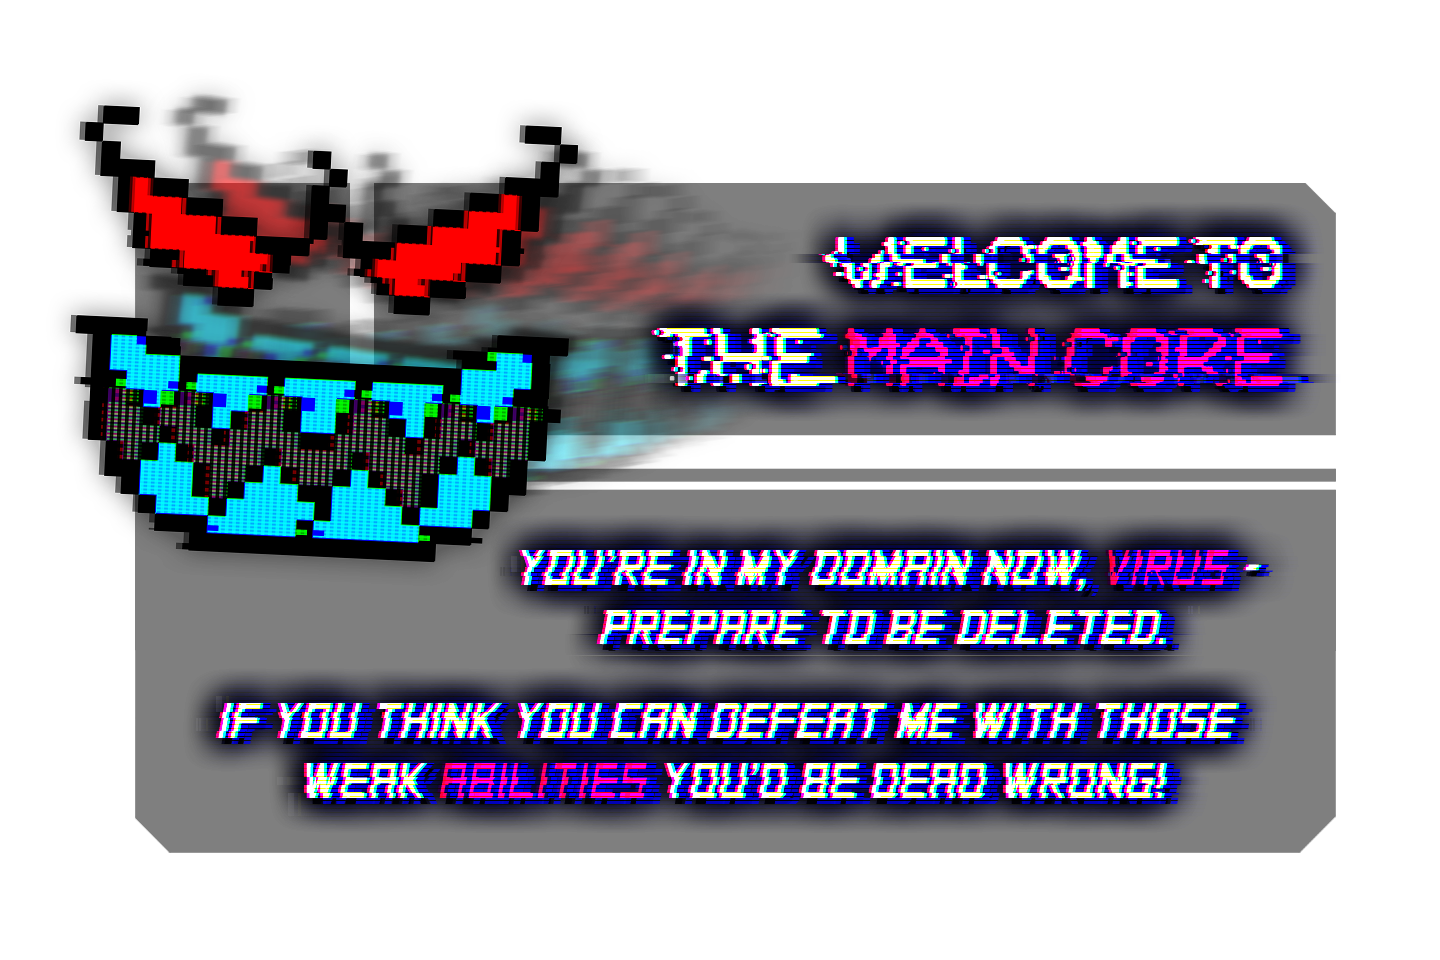 WELCOME TO
THE MAIN CORE
YOU'RE IN MY DOMAIN NOW, VIRUS -
PREPARE TO BE DELETED.
IF YOU THINK YOU CAN DEFEAT ME WITH THOSE
WEAK ABILITIES YOU'D BE DEAD WRONG!